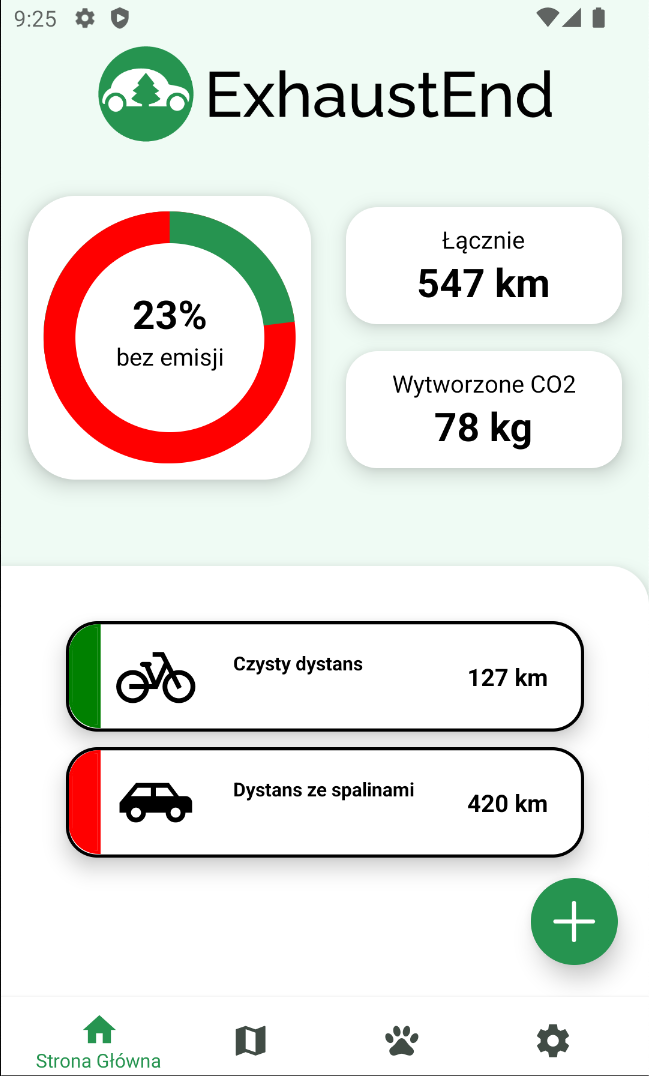 9:25
ExhaustEnd
23%
bez emisji
Łącznie
547 km
Wytworzone CO2
78 kg
Czysty dystans
127 km
Dystans ze spalinami
420 km
Strona Główna